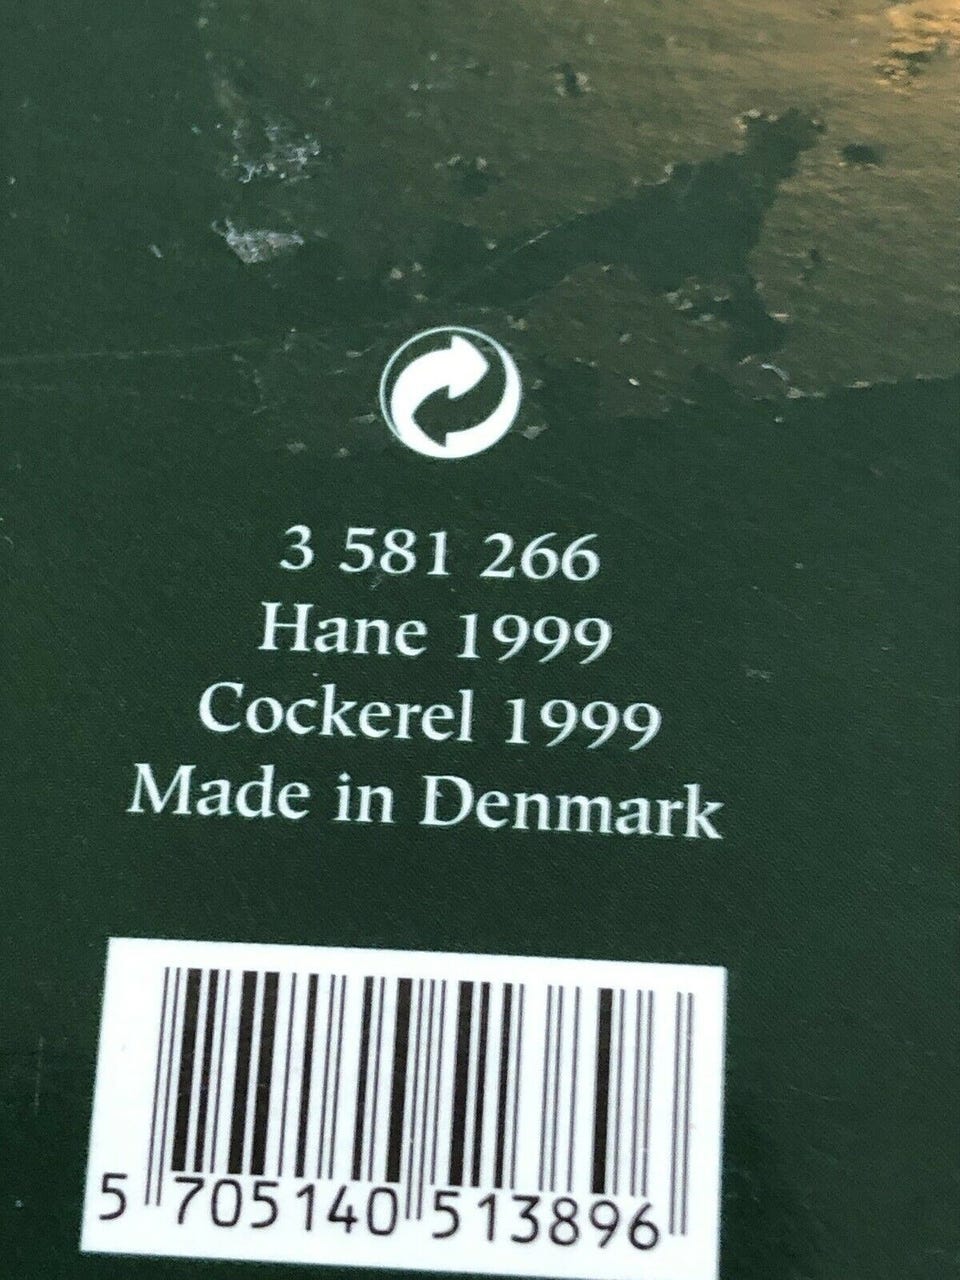 3 581 266
Hane 1999
Cockerel 1999
Made in Denmark
5 705140 513896